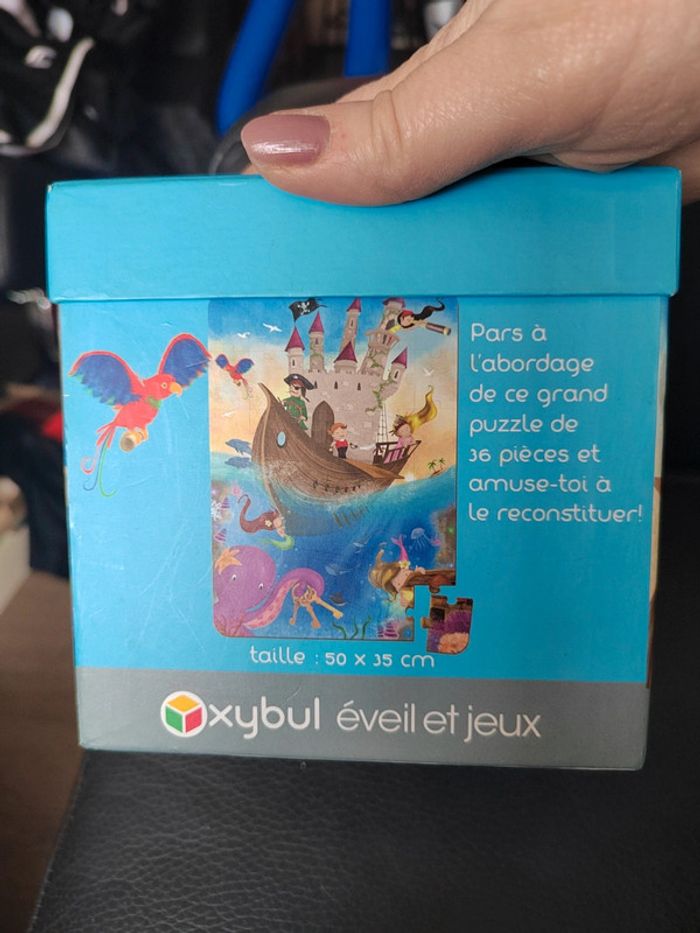 Pars à
l'abordage
de ce grand
puzzle de
36 pièces et
amuse-toi à
le reconstituer!
taille : 50 x 35 cm
Oxybul éveil et jeux